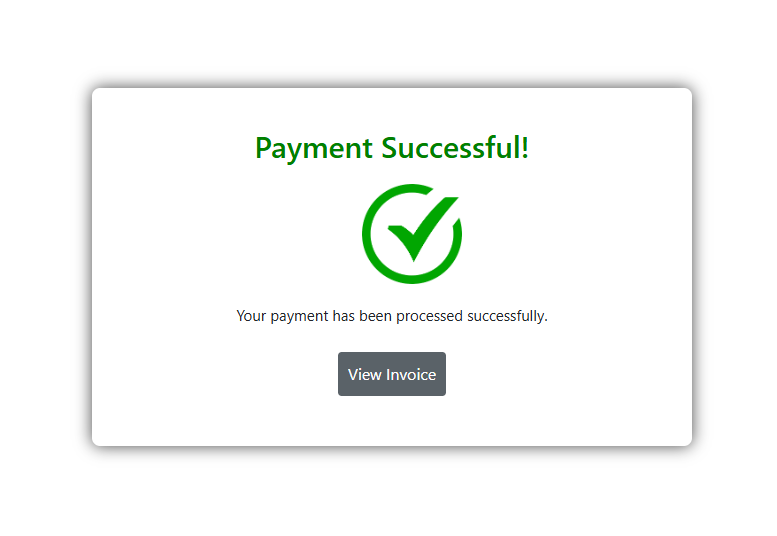 Payment Successful!
Your payment has been processed successfully.
View Invoice